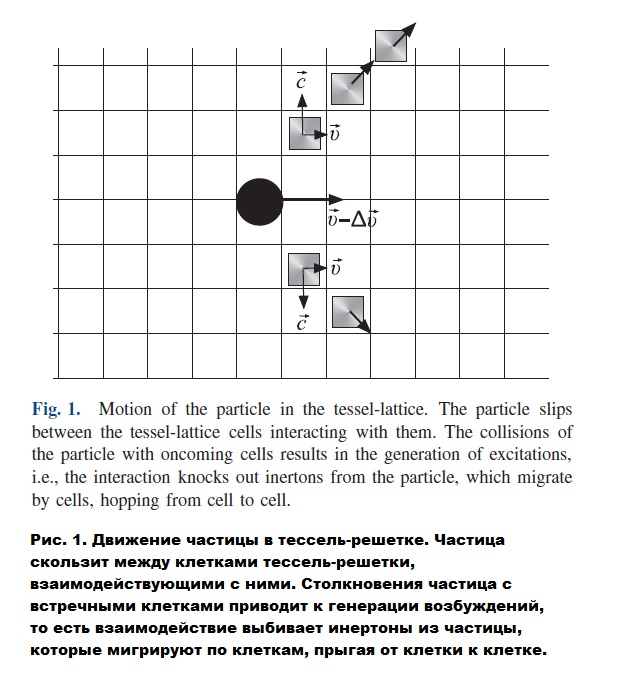 c⃗
υ⃗
υ⃗–Δυ⃗
υ⃗
c⃗
Fig. 1. Motion of the particle in the tessel-lattice. The particle slips
between the tessel-lattice cells interacting with them. The collisions of
the particle with oncoming cells results in the generation of excitations,
i.e., the interaction knocks out inertons from the particle, which migrate
by cells, hopping from cell to cell.
Рис. 1. Движение частицы в тессель-решетке. Частица
скользит между клетками тессель-решетки,
взаимодействующими с ними. Столкновения частица с
встречными клетками приводит к генерации возбуждений,
то есть взаимодействие выбивает инертоны из частицы,
которые мигрируют по клеткам, прыгая от клетки к клетке.